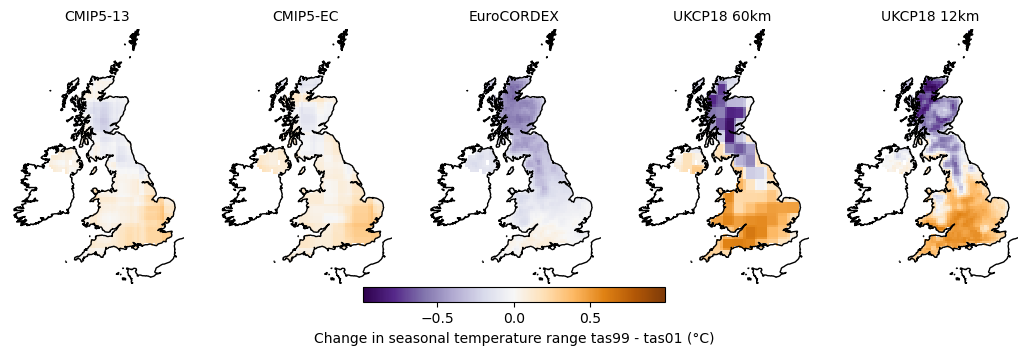 CMIP5-13 CMIP5-EC EuroCORDEX UKCP18 60km UKCP18 12km
−0.5 0.0 0.5
Change in seasonal temperature range tas99 - tas01 (°C)